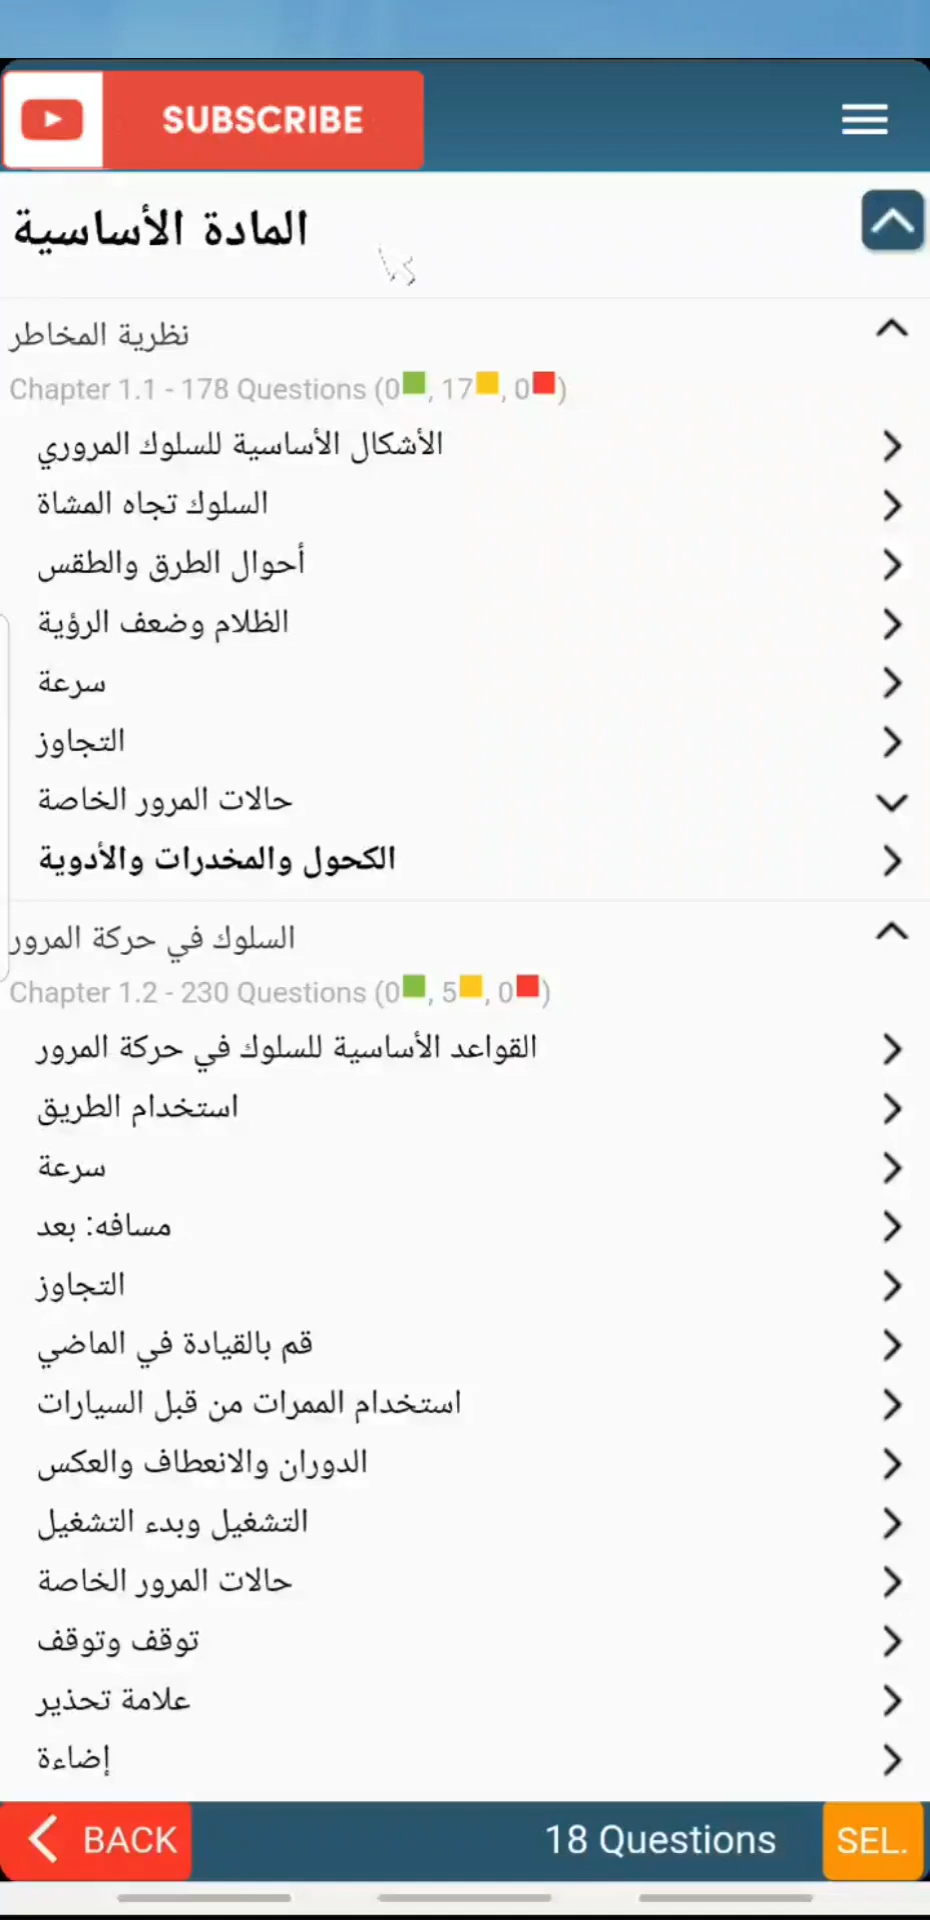 SUBSCRIBE
المادة الأساسية
نظرية المخاطر
Chapter 1.1 - 178 Questions (0, 17, 0)
الأشكال الأساسية للسلوك المروري
السلوك تجاه المشاة
أحوال الطرق والطقس
الظلام وضعف الرؤية
سرعة
التجاوز
حالات المرور الخاصة
الكحول والمخدرات والأدوية
السلوك في حركة المرور
Chapter 1.2 - 230 Questions (0, 5, 0)
القواعد الأساسية للسلوك في حركة المرور
استخدام الطريق
سرعة
مسافه: بعد
التجاوز
قم بالقيادة في الماضي
استخدام الممرات من قبل السيارات
الدوران والانعطاف والعكس
التشغيل وبدء التشغيل
حالات المرور الخاصة
توقف وتوقف
علامة تحذير
إضاءة
BACK
18 Questions
SEL.